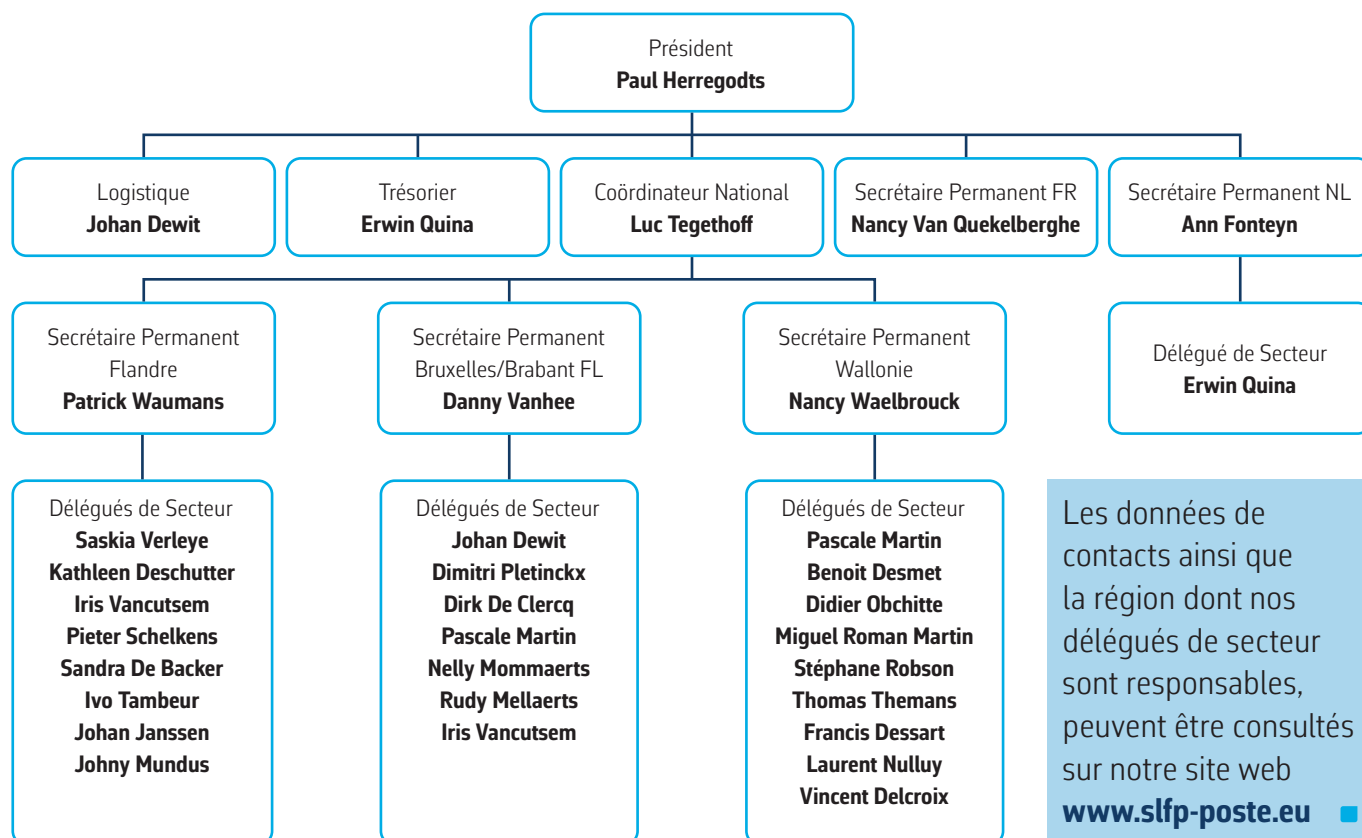 Président
Paul Herregodts
Logistique
Johan Dewit
Trésorier
Erwin Quina
Coördinateur National
Luc Tegethoff
Secrétaire Permanent FR
Nancy Van Quekelberghe
Secrétaire Permanent NL
Ann Fonteyn
Secrétaire Permanent
Flandre
Patrick Waumans
Secrétaire Permanent
Bruxelles/Brabant FL
Danny Vanhee
Secrétaire Permanent
Wallonie
Nancy Waelbrouck
Délégué de Secteur
Erwin Quina
Délégués de Secteur
Saskia Verleye
Kathleen Deschutter
Iris Vancutsem
Pieter Schelkens
Sandra De Backer
Ivo Tambeur
Johan Janssen
Johny Mundus
Délégués de Secteur
Johan Dewit
Dimitri Pletinckx
Dirk De Clercq
Pascale Martin
Nelly Mommaerts
Rudy Mellaerts
Iris Vancutsem
Délégués de Secteur
Pascale Martin
Benoit Desmet
Didier Obchitte
Miguel Roman Martin
Stéphane Robson
Thomas Themans
Francis Dessart
Laurent Nulluy
Vincent Delcroix
Les données de
contacts ainsi que
la région dont nos
délégués de secteur
sont responsables,
peuvent être consultés
sur notre site web
www.slfp-poste.eu